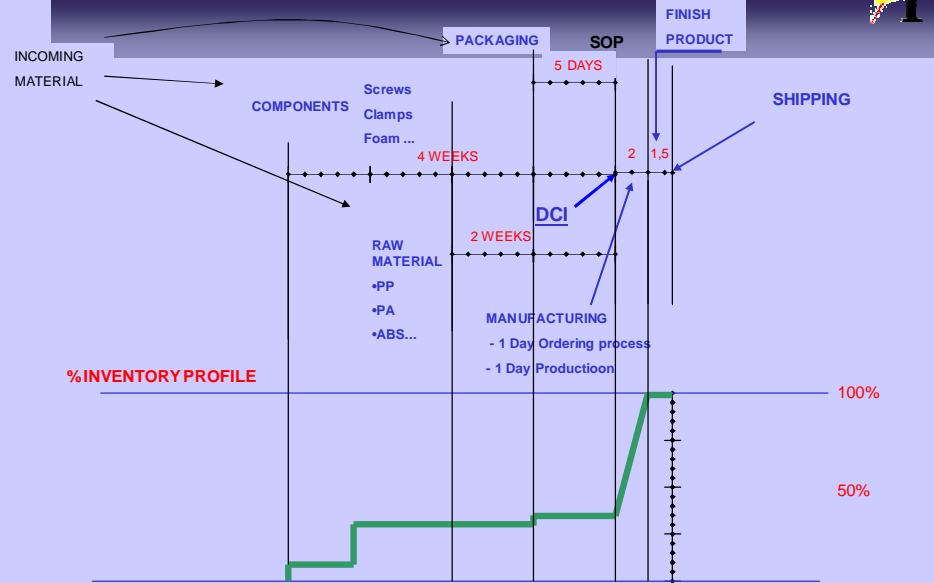 FINISH
PRODUCT
PACKAGING
SOP
INCOMING
MATERIAL
5 DAYS
COMPONENTS
Screws
Clamps
Foam ...
SHIPPING
4 WEEKS
2
1,5
DCI
2 WEEKS
RAW
MATERIAL
•PP
•PA
•ABS...
MANUFACTURING
- 1 Day Ordering process
- 1 Day Productioon
% INVENTORY PROFILE
100%
50%